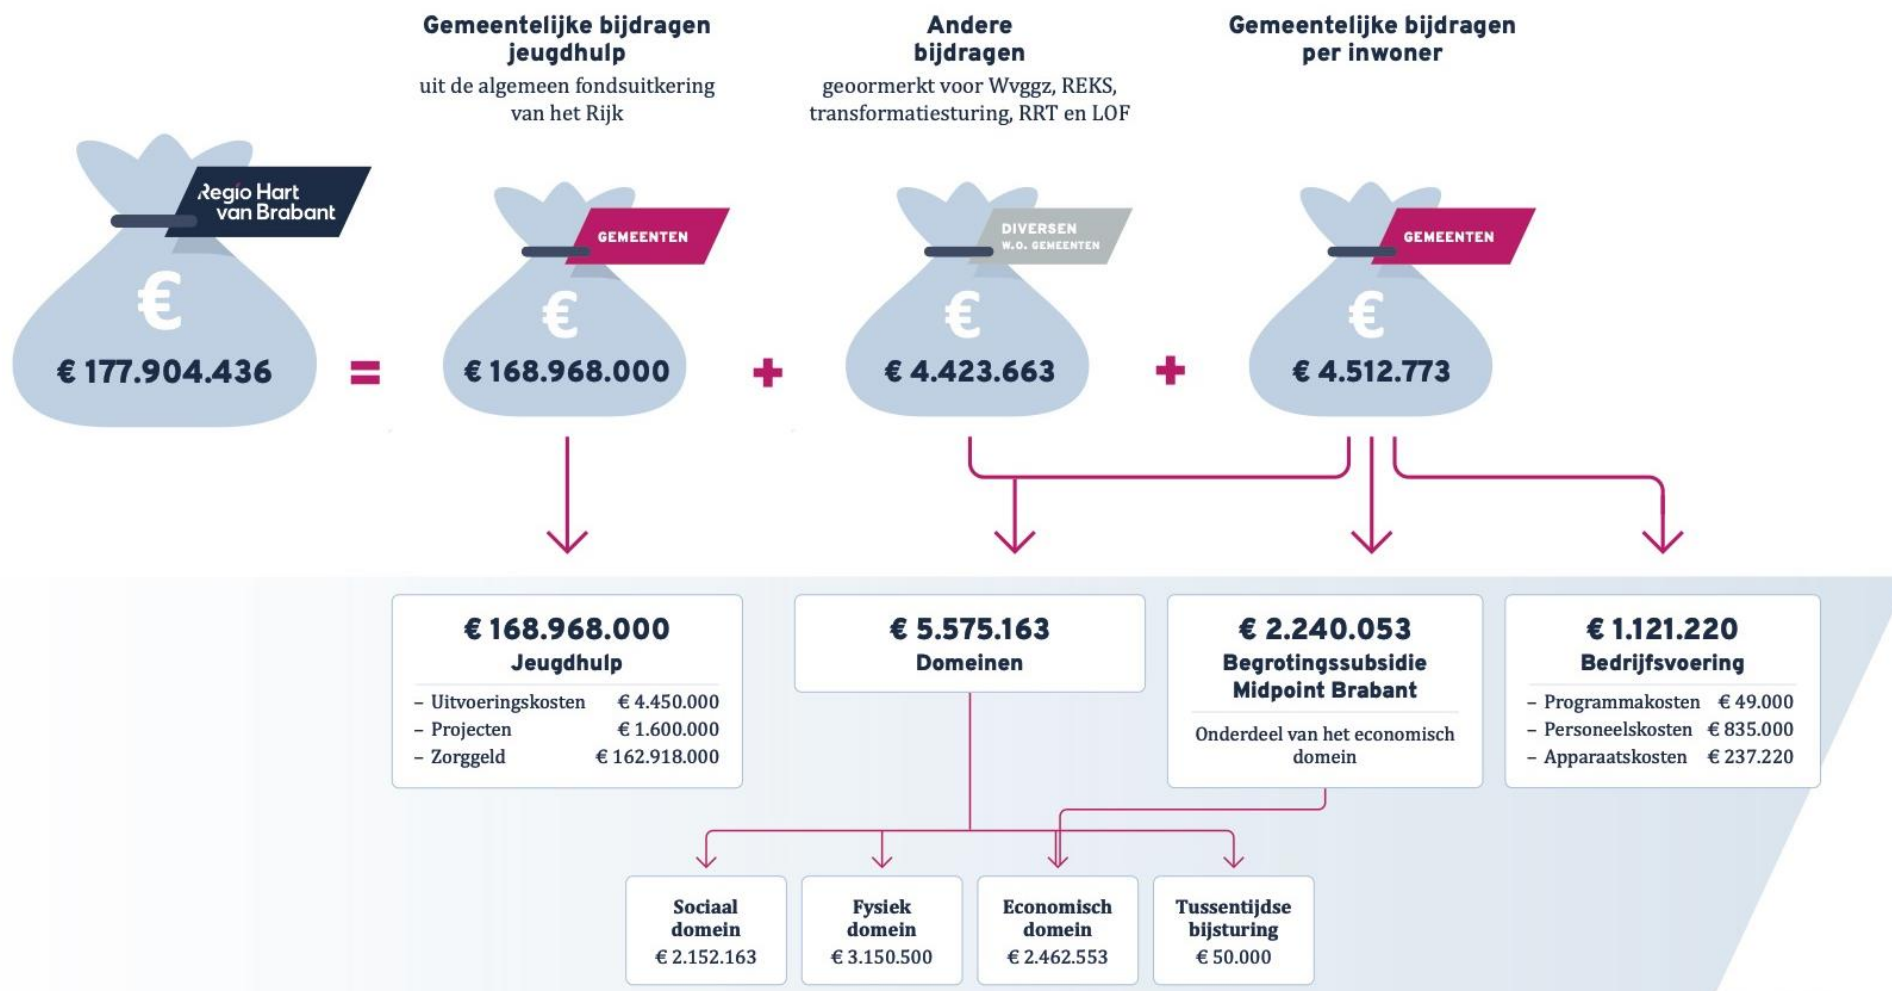 Gemeentelijke bijdragen
jeugdhulp
uit de algemeen fondsuitkering
van het Rijk
Andere
bijdragen
geoormerkt voor Wvggz, REKS,
transformatiesturing, RRT en LOF
Gemeentelijke bijdragen
per inwoner
Regio Hart
van Brabant
€
€ 177.904.436
=
GEMEENTEN
€
€ 168.968.000
+
DIVERSEN
W.O. GEMEENTEN
€
€ 4.423.663
+
GEMEENTEN
€
€ 4.512.773
€ 168.968.000
Jeugdhulp
– Uitvoeringskosten € 4.450.000
– Projecten € 1.600.000
– Zorggeld € 162.918.000
€ 5.575.163
Domeinen
€ 2.240.053
Begrotingssubsidie
Midpoint Brabant
Onderdeel van het economisch
domein
€ 1.121.220
Bedrijfsvoering
– Programmakosten € 49.000
– Personeelskosten € 835.000
– Apparaatskosten € 237.220
Sociaal
domein
€ 2.152.163
Fysiek
domein
€ 3.150.500
Economisch
domein
€ 2.462.553
Tussentijdse
bijsturing
€ 50.000